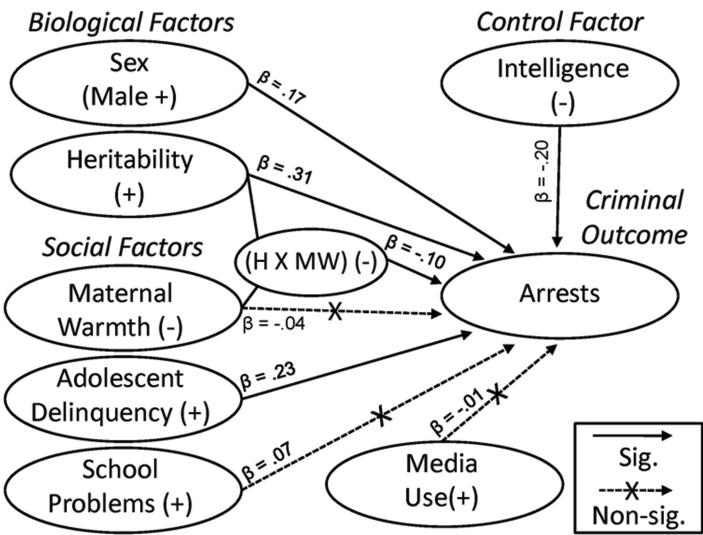 Biological Factors
Control Factor
Sex
(Male +)
β = .17
Intelligence
(-)
β = -.20
Heritability
(+)
β = .31
Criminal
Outcome
Social Factors
(H X MW) (-)
β = -.10
Arrests
Maternal
Warmth (-)
β = -.04
Adolescent
Delinquency (+)
β = .23
School
Problems (+)
β = .07
Media
Use(+)
β = -.01
Sig.
Non-sig.